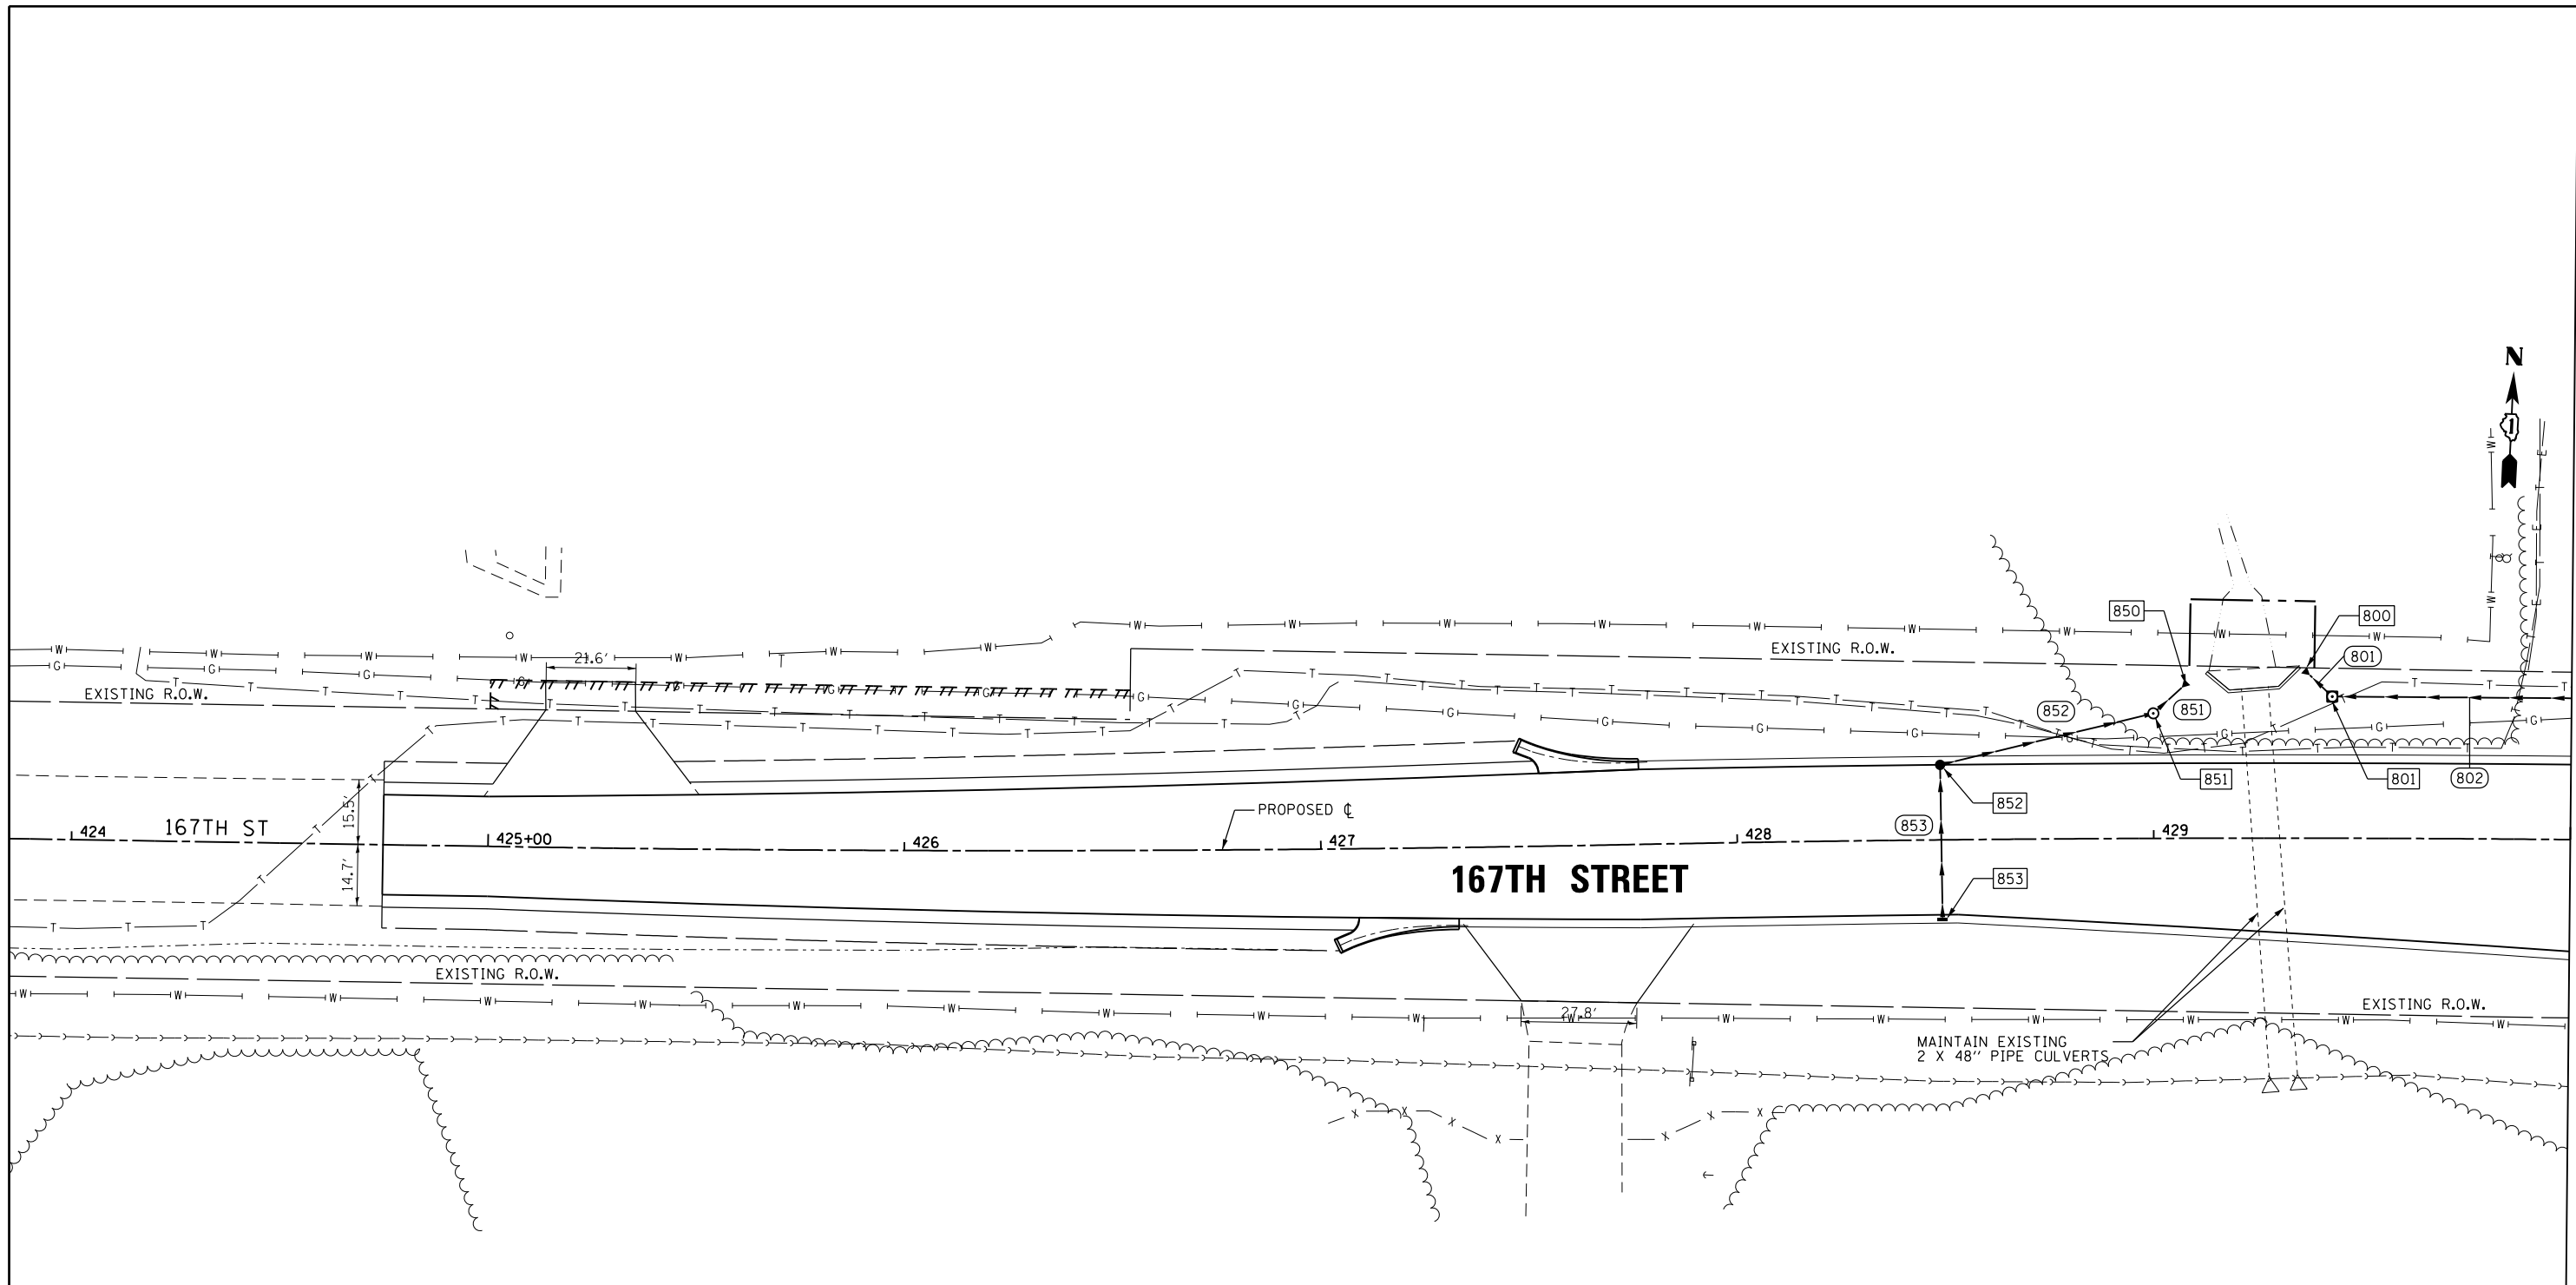 N
850
800
801
W W W W W W W W W W W W W W W W
21.6'
EXISTING R.O.W.
G G G G G G G G G G G G G G G
EXISTING R.O.W.
T T T T T T T T T T T T T T T T
852
851
851
801
802
852
15.5'
PROPOSED ℄
853
424
167TH ST
425+00
426
427
428
429
14.7'
167TH STREET
853
EXISTING R.O.W.
W W W W W W W W W W W W W W W W W
27.8'
EXISTING R.O.W.
MAINTAIN EXISTING
2 X 48" PIPE CULVERTS
X X X X X X X